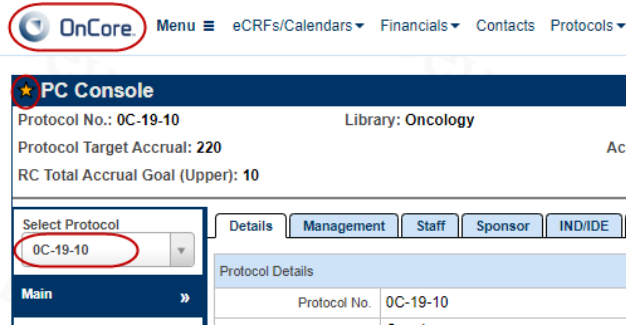 OnCore. Menu eCRFs/Calendars Financials Contacts Protocols
PC Console
Protocol No.: 0C-19-10 Library: Oncology
Protocol Target Accrual: 220 Ac
RC Total Accrual Goal (Upper): 10
Select Protocol
0C-19-10
Main »
Details Management Staff Sponsor IND/IDE
Protocol Details
Protocol No. 0C-19-10